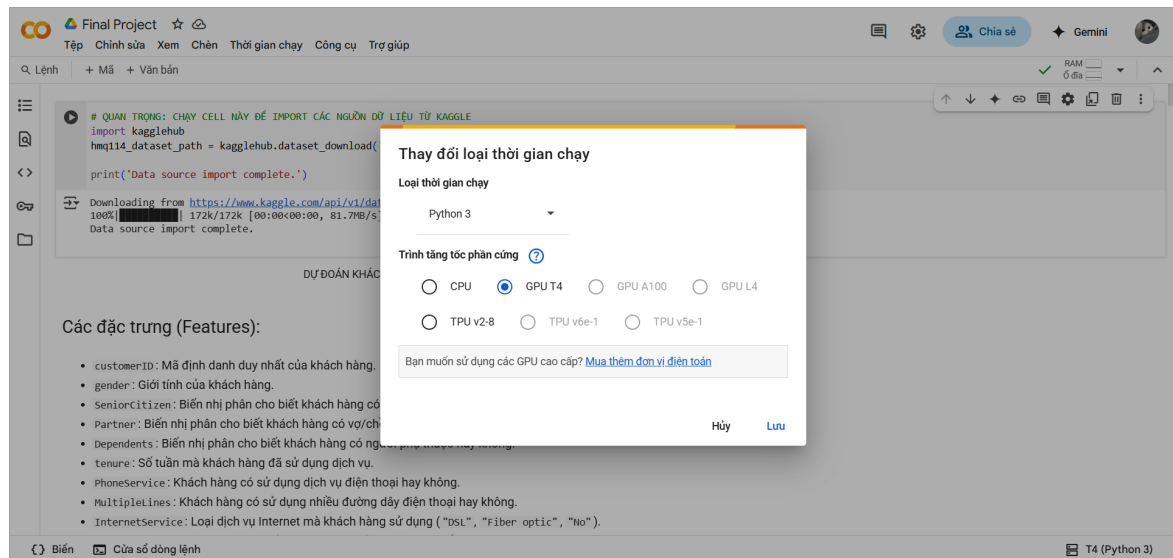 Final Project
Tệp Chỉnh sửa Xem Chèn Thời gian chạy Công cụ Trợ giúp
Chia sẻ
Gemini
Lệnh + Mã + Văn bản
RAM
Ổ đĩa
# QUAN TRỌNG: CHẠY CELL NÀY ĐỂ IMPORT CÁC NGUỒN DỮ LIỆU TỪ KAGGLE
import kagglehub
hmq114_dataset_path = kagglehub.dataset_download(
print('Data source import complete.')
Downloading from https://www.kaggle.com/api/v1/dat
100%| 172k/172k [00:00<00:00, 81.7MB/s]
Data source import complete.
DỰ ĐOÁN KHÁC
Các đặc trưng (Features):
customerID: Mã định danh duy nhất của khách hàng.
gender: Giới tính của khách hàng.
SeniorCitizen: Biến nhị phân cho biết khách hàng có
Partner: Biến nhị phân cho biết khách hàng có vợ/ch
Dependents: Biến nhị phân cho biết khách hàng có người phụ thuộc hay không.
tenure: Số tuần mà khách hàng đã sử dụng dịch vụ.
PhoneService: Khách hàng có sử dụng dịch vụ điện thoại hay không.
MultipleLines: Khách hàng có sử dụng nhiều đường dây điện thoại hay không.
InternetService: Loại dịch vụ Internet mà khách hàng sử dụng ("DSL", "Fiber optic", "No").
Thay đổi loại thời gian chạy
Loại thời gian chạy
Python 3
Trình tăng tốc phần cứng
CPU GPU T4 GPU A100 GPU L4
TPU v2-8 TPU v6e-1 TPU v5e-1
Bạn muốn sử dụng các GPU cao cấp? Mua thêm đơn vị điện toán
Hủy Lưu
Biến Cửa sổ dòng lệnh
T4 (Python 3)